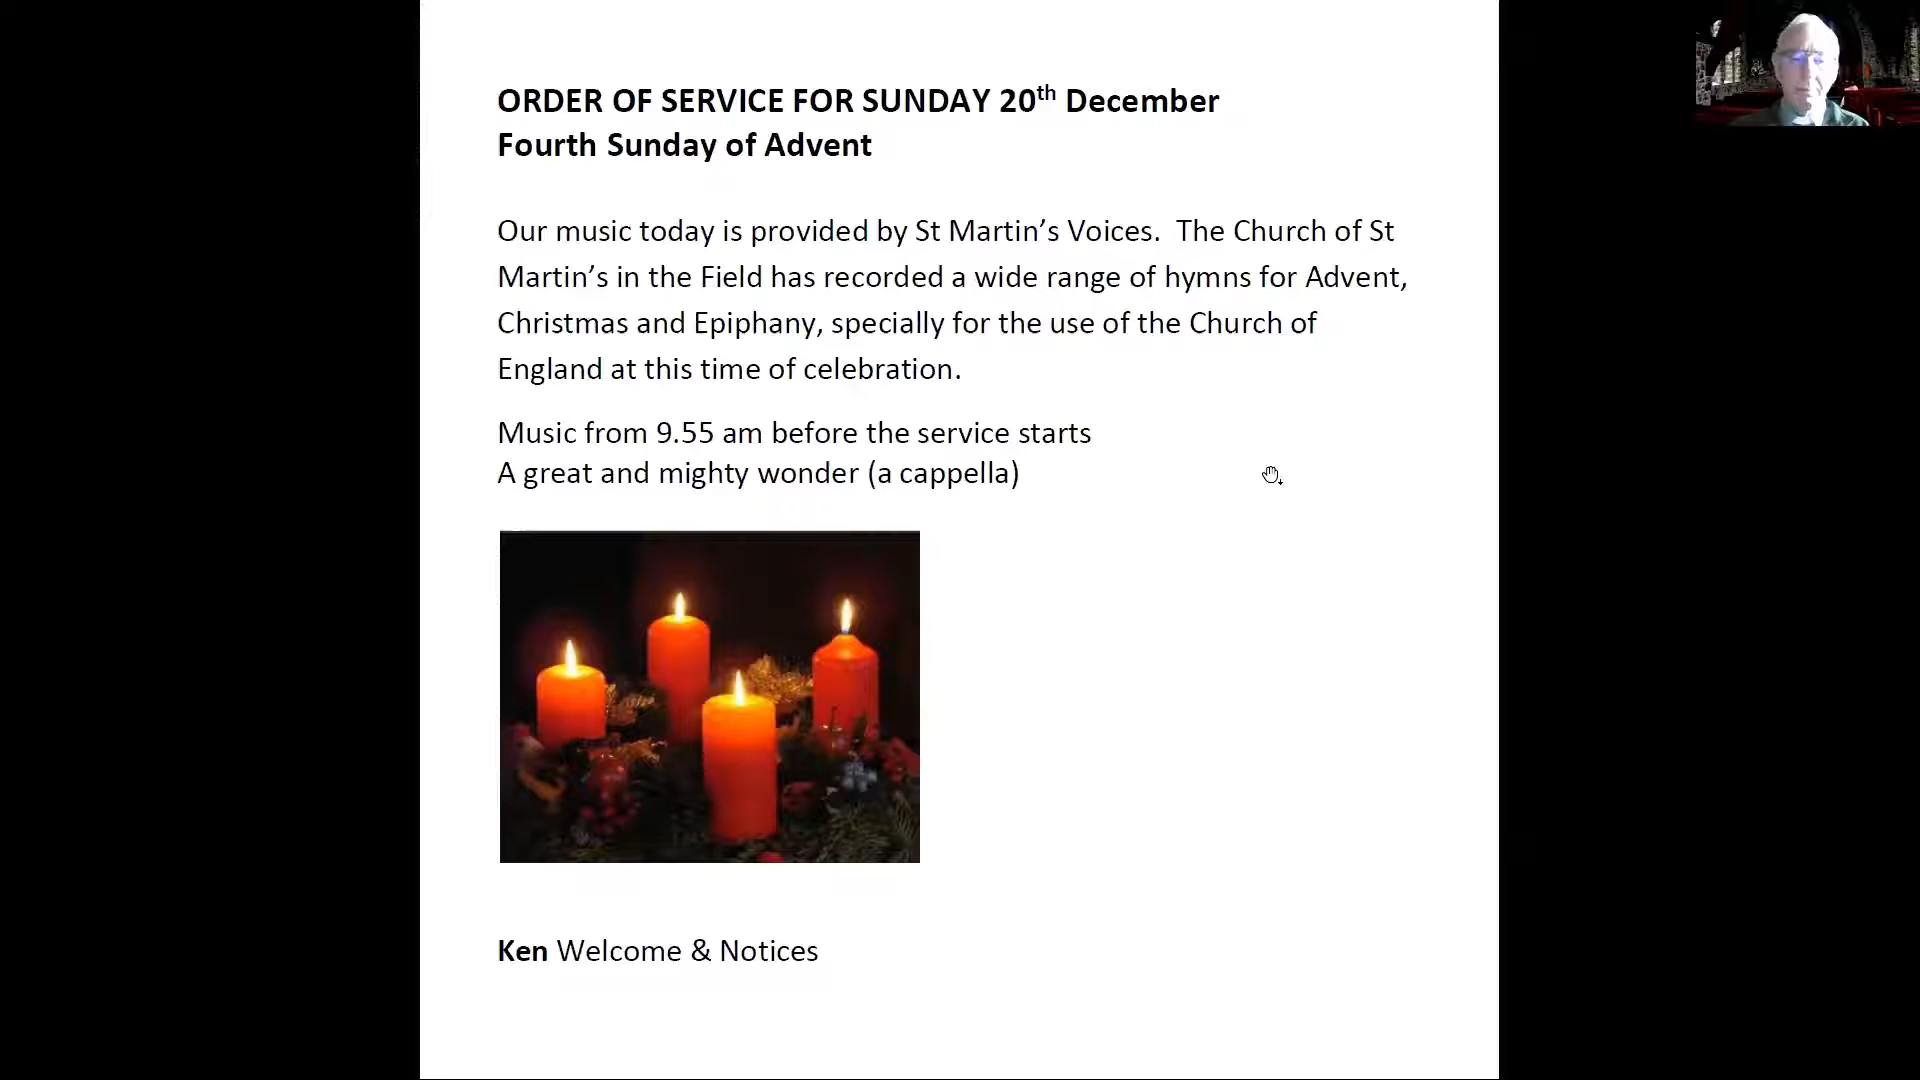 ORDER OF SERVICE FOR SUNDAY 20th December
Fourth Sunday of Advent
Our music today is provided by St Martin’s Voices.  The Church of St
Martin’s in the Field has recorded a wide range of hymns for Advent,
Christmas and Epiphany, specially for the use of the Church of
England at this time of celebration.
Music from 9.55 am before the service starts
A great and mighty wonder (a cappella)
Ken Welcome & Notices